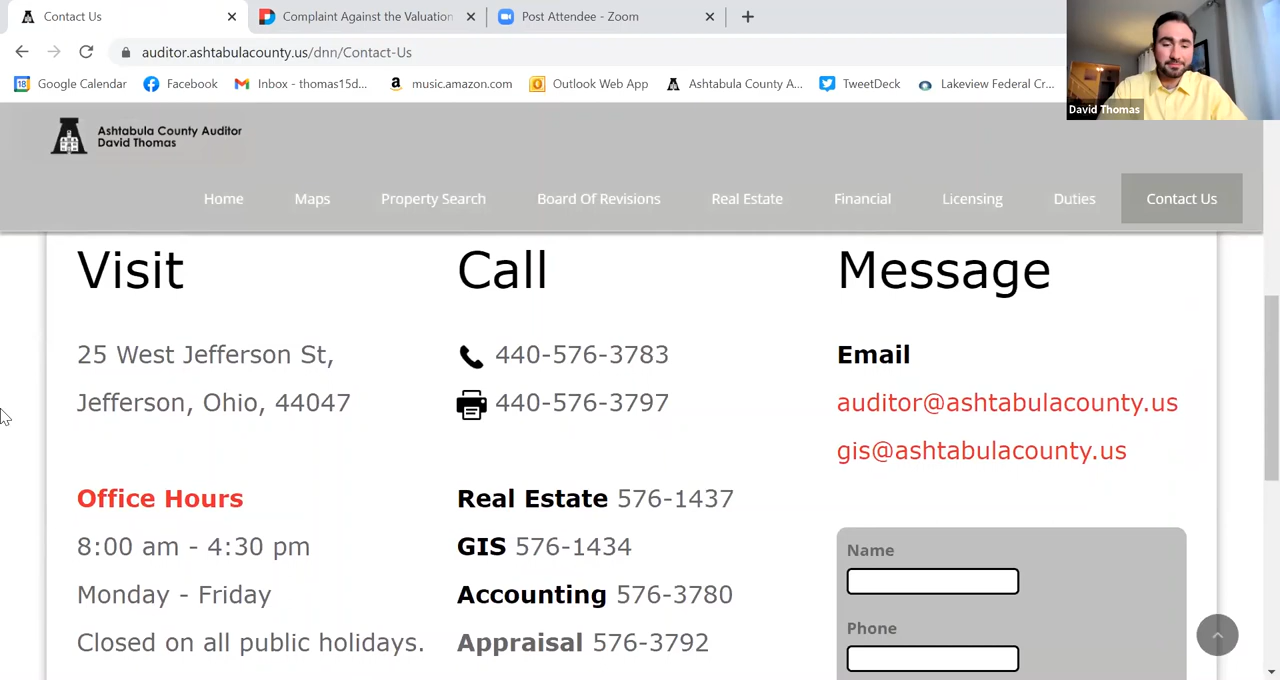 Contact Us
Complaint Against the Valuation
Post Attendee - Zoom
auditor.ashtabulacounty.us/dnn/Contact-Us
18 Google Calendar
Facebook
Inbox - thomas15d...
music.amazon.com
Outlook Web App
Ashtabula County A...
TweetDeck
Lakeview Federal Cr...
David Thomas
Ashtabula County Auditor
David Thomas
Home
Maps
Property Search
Board Of Revisions
Real Estate
Financial
Licensing
Duties
Contact Us
Visit
25 West Jefferson St,
Jefferson, Ohio, 44047
Office Hours
8:00 am - 4:30 pm
Monday - Friday
Closed on all public holidays.
Call
440-576-3783
440-576-3797
Real Estate 576-1437
GIS 576-1434
Accounting 576-3780
Appraisal 576-3792
Message
Email
auditor@ashtabulacounty.us
gis@ashtabulacounty.us
Name
Phone